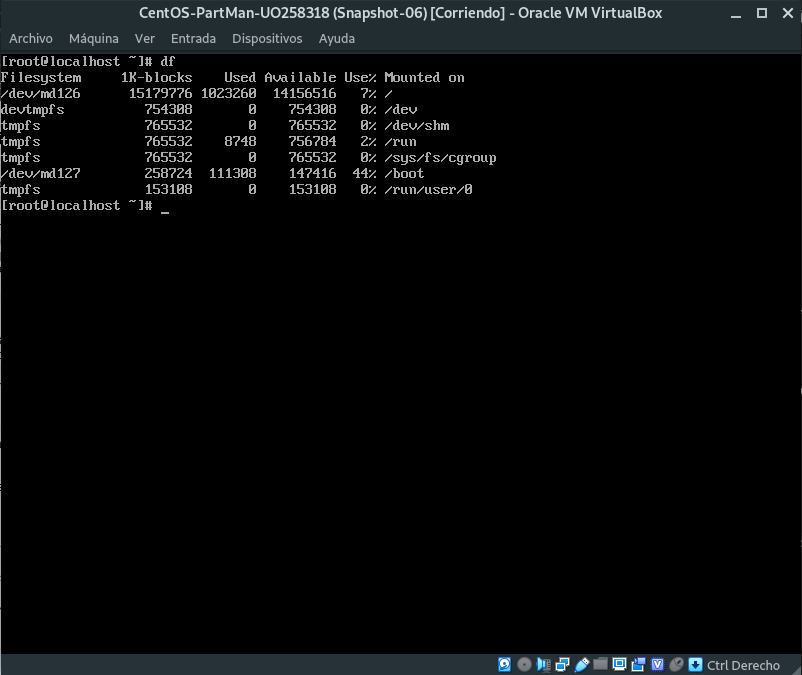 CentOS-PartMan-UO258318 (Snapshot-06) [Corriendo] - Oracle VM VirtualBox
Archivo Máquina Ver Entrada Dispositivos Ayuda
[root@localhost ~]# df
Filesystem     1K-blocks    Used Available Use% Mounted on
/dev/md126      15179776 1023260  14156516   7% /
devtmpfs          754308       0    754308   0% /dev
tmpfs             765532       0    765532   0% /dev/shm
tmpfs             765532    8748    756784   2% /run
tmpfs             765532       0    765532   0% /sys/fs/cgroup
/dev/md127        258724  111308    147416  44% /boot
tmpfs             153108       0    153108   0% /run/user/0
[root@localhost ~]# _
Ctrl Derecho